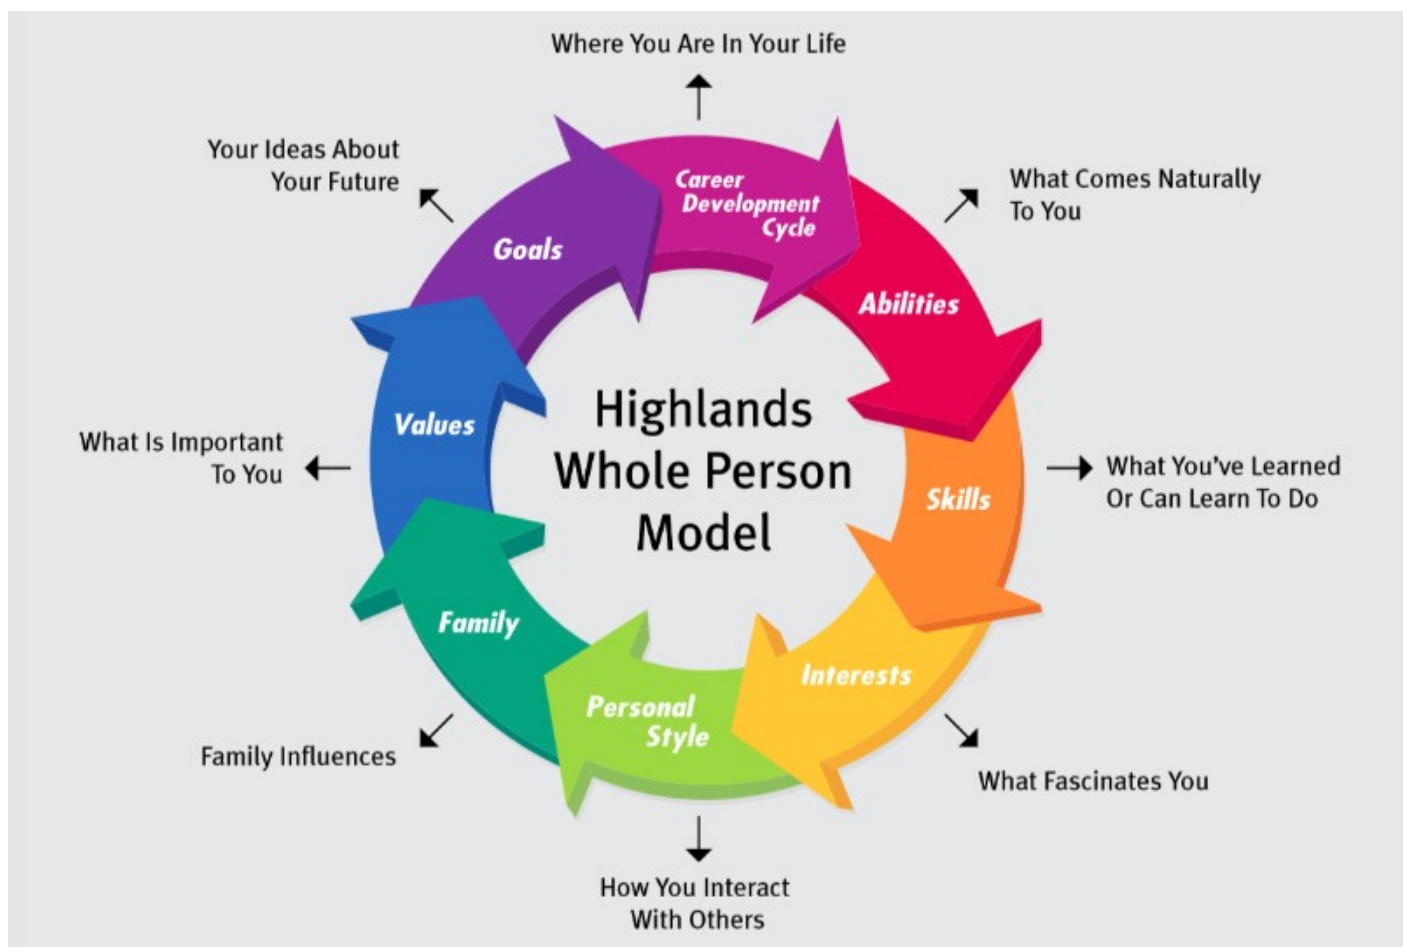 Where You Are In Your Life
Career
Development
Cycle
What Comes Naturally
To You
Abilities
What You've Learned
Or Can Learn To Do
Skills
What Fascinates You
Interests
How You Interact
With Others
Personal
Style
Family Influences
Family
What Is Important
To You
Values
Your Ideas About
Your Future
Goals
Highlands
Whole Person
Model